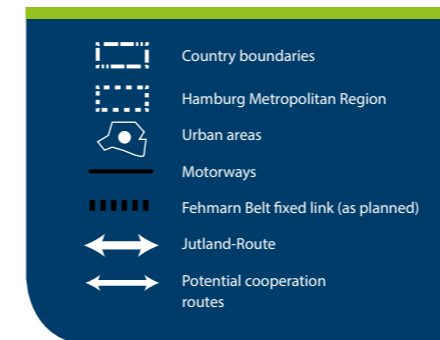 Country boundaries
Hamburg Metropolitan Region
Urban areas
Motorways
Fehmarn Belt fixed link (as planned)
Jutland-Route
Potential cooperation
routes